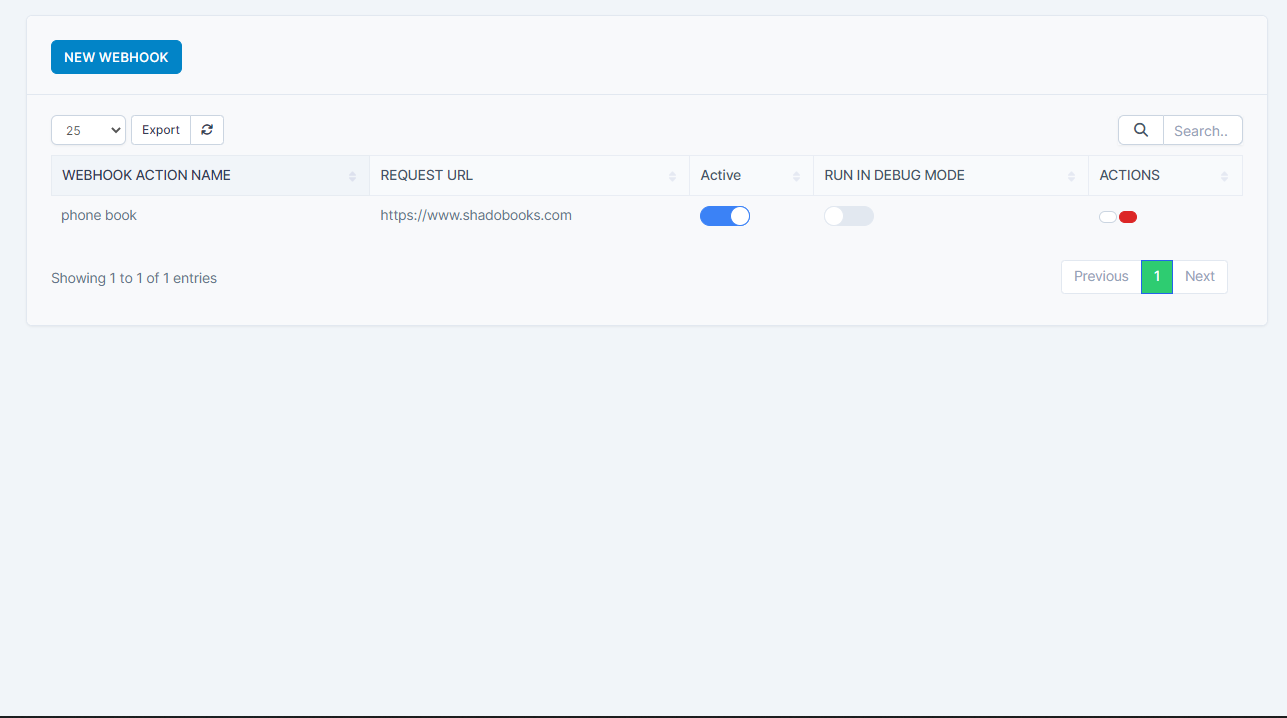 NEW WEBHOOK
25 Export Search..
WEBHOOK ACTION NAME REQUEST URL Active RUN IN DEBUG MODE ACTIONS
phone book https://www.shadobooks.com
Showing 1 to 1 of 1 entries Previous 1 Next